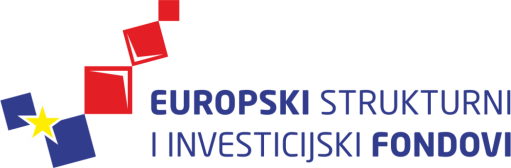 EUROPSKI STRUKTURNI
I INVESTICIJSKI FONDOVI